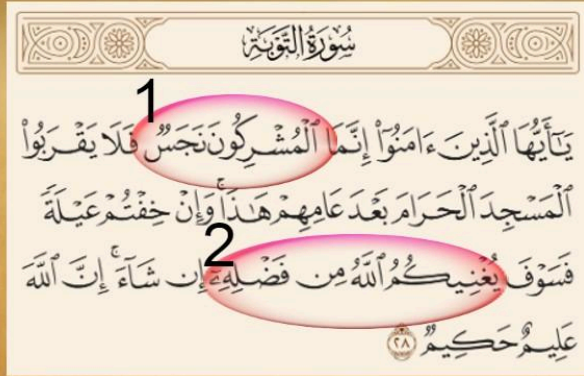 سُورَةُ التَّوْبَةِ
1
يَٰٓأَيُّهَا ٱلَّذِينَ ءَامَنُوٓا۟ إِنَّمَا ٱلْمُشْرِكُونَ نَجَسٌ فَلَا يَقْرَبُوا۟
ٱلْمَسْجِدَ ٱلْحَرَامَ بَعْدَ عَامِهِمْ هَٰذَا ۚ وَإِنْ خِفْتُمْ عَيْلَةً
2
فَسَوْفَ يُغْنِيكُمُ ٱللَّهُ مِن فَضْلِهِۦٓ إِن شَآءَ ۚ إِنَّ ٱللَّهَ
عَلِيمٌ حَكِيمٌ ٢٨